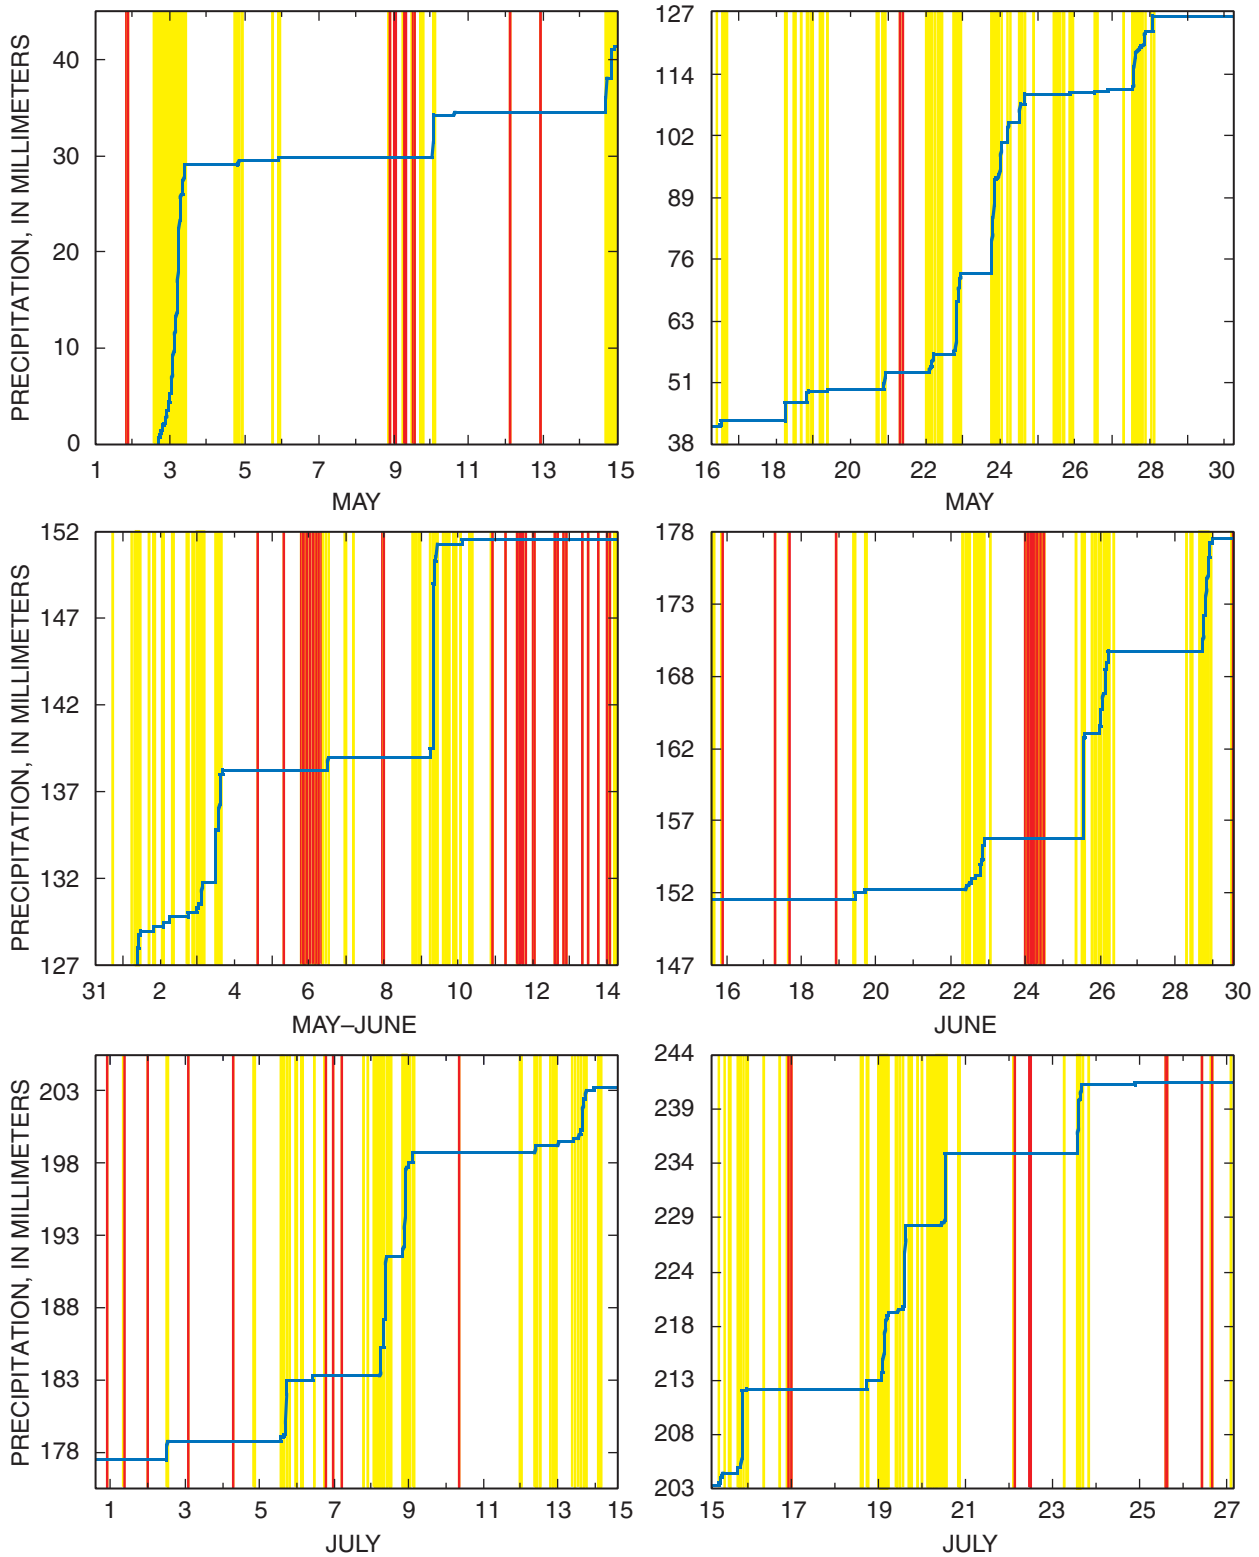 PRECIPITATION, IN MILLIMETERS
40
30
20
10
0
1 3 5 7 9 11 13 15
MAY
127
114
102
89
76
63
51
38
16 18 20 22 24 26 28 30
MAY
PRECIPITATION, IN MILLIMETERS
152
147
142
137
132
127
31 2 4 6 8 10 12 14
MAY–JUNE
178
173
168
162
157
152
147
16 18 20 22 24 26 28 30
JUNE
PRECIPITATION, IN MILLIMETERS
203
198
193
188
183
178
1 3 5 7 9 11 13 15
JULY
244
239
234
229
224
218
213
208
203
15 17 19 21 23 25 27
JULY